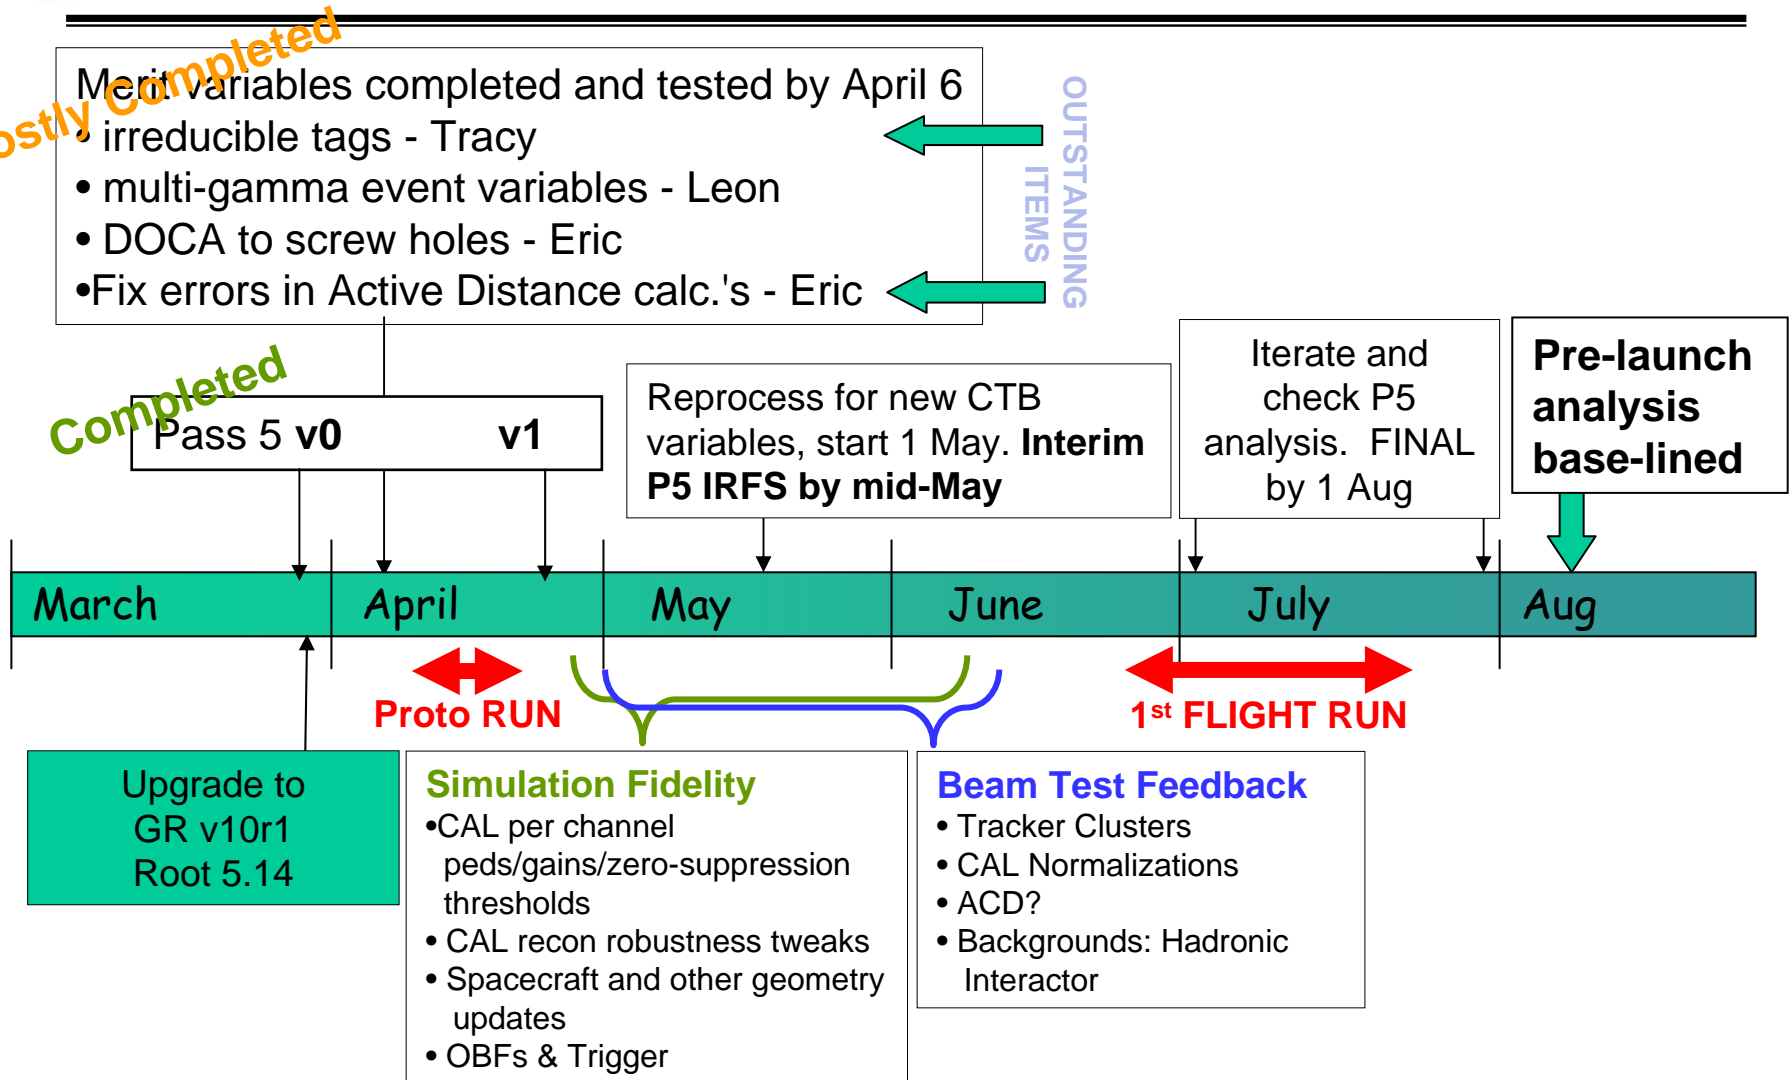 ostly Completed
Merit variables completed and tested by April 6
• irreducible tags - Tracy
• multi-gamma event variables - Leon
• DOCA to screw holes - Eric
•Fix errors in Active Distance calc.'s - Eric
OUTSTANDING
ITEMS
Completed
Pass 5 v0 v1
Reprocess for new CTB
variables, start 1 May. Interim
P5 IRFS by mid-May
Iterate and
check P5
analysis. FINAL
by 1 Aug
Pre-launch
analysis
base-lined
March April May June July Aug
Proto RUN
1st FLIGHT RUN
Upgrade to
GR v10r1
Root 5.14
Simulation Fidelity
•CAL per channel
peds/gains/zero-suppression
thresholds
• CAL recon robustness tweaks
• Spacecraft and other geometry
updates
• OBFs & Trigger
Beam Test Feedback
• Tracker Clusters
• CAL Normalizations
• ACD?
• Backgrounds: Hadronic
Interactor